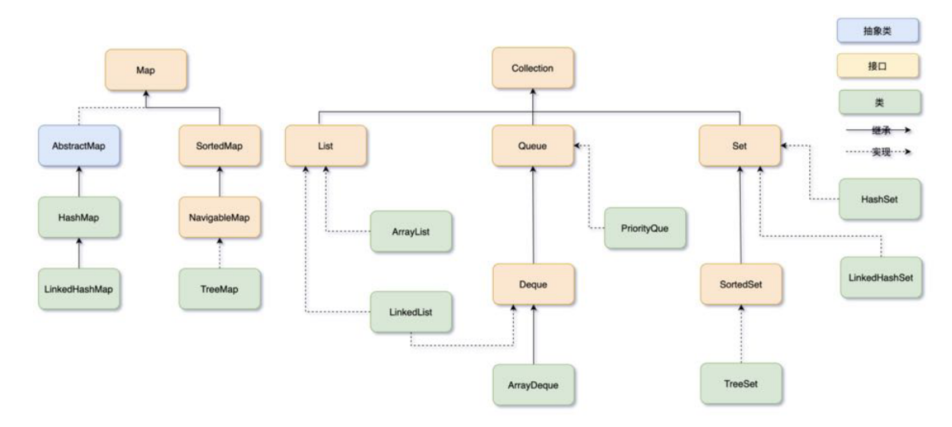 抽象类
Map
Collection
接口
类
继承
AbstractMap
SortedMap
List
Queue
Set
实现
HashMap
NavigableMap
ArrayList
PriorityQue
HashSet
LinkedHashMap
TreeMap
LinkedList
Deque
SortedSet
LinkedHashSet
ArrayDeque
TreeSet